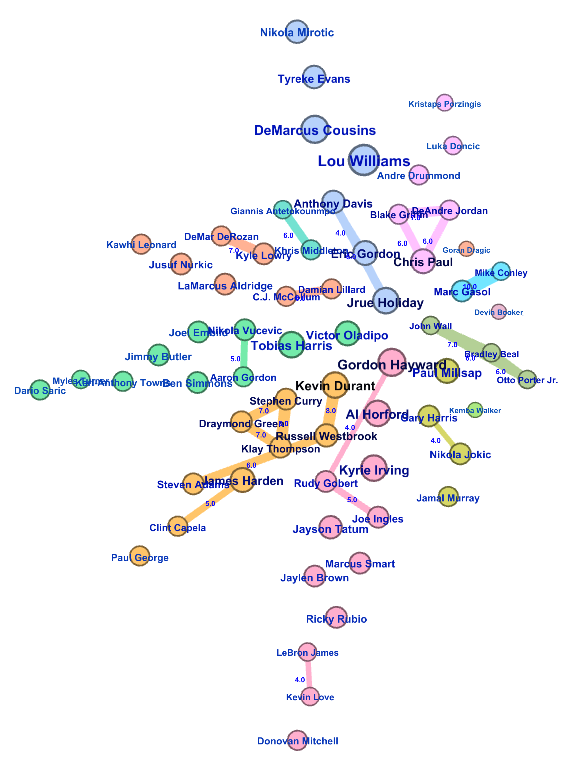 Nikola Mirotic
Tyreke Evans
Kristaps Porzingis
DeMarcus Cousins
Luka Doncic
Lou Williams
Andre Drummond
Anthony Davis
Giannis Antetokounmpo
Blake Griffin
DeAndre Jordan
4.0
6.0
6.0
6.0
DeMar DeRozan
Kawhi Leonard
7.0
Khris Middleton
Kyle Lowry
Eric Gordon
Goran Dragic
Chris Paul
Jusuf Nurkic
Mike Conley
LaMarcus Aldridge
Damian Lillard
10.0
Marc Gasol
C.J. McCollum
Jrue Holiday
Devin Booker
John Wall
Joel Embiid
Nikola Vucevic
Victor Oladipo
Tobias Harris
7.0
Jimmy Butler
5.0
Bradley Beal
6.0
Gordon Hayward
Paul Millsap
6.0
Dario Saric
Myles Turner
Karl-Anthony Towns
Ben Simmons
Aaron Gordon
Otto Porter Jr.
Kevin Durant
Stephen Curry
7.0
8.0
Al Horford
Kemba Walker
Gary Harris
Draymond Green
4.0
7.0
Russell Westbrook
4.0
Klay Thompson
Nikola Jokic
6.0
Kyrie Irving
Steven Adams
James Harden
Rudy Gobert
5.0
5.0
Jamal Murray
Joe Ingles
Clint Capela
Jayson Tatum
Paul George
Marcus Smart
Jaylen Brown
Ricky Rubio
LeBron James
4.0
Kevin Love
Donovan Mitchell